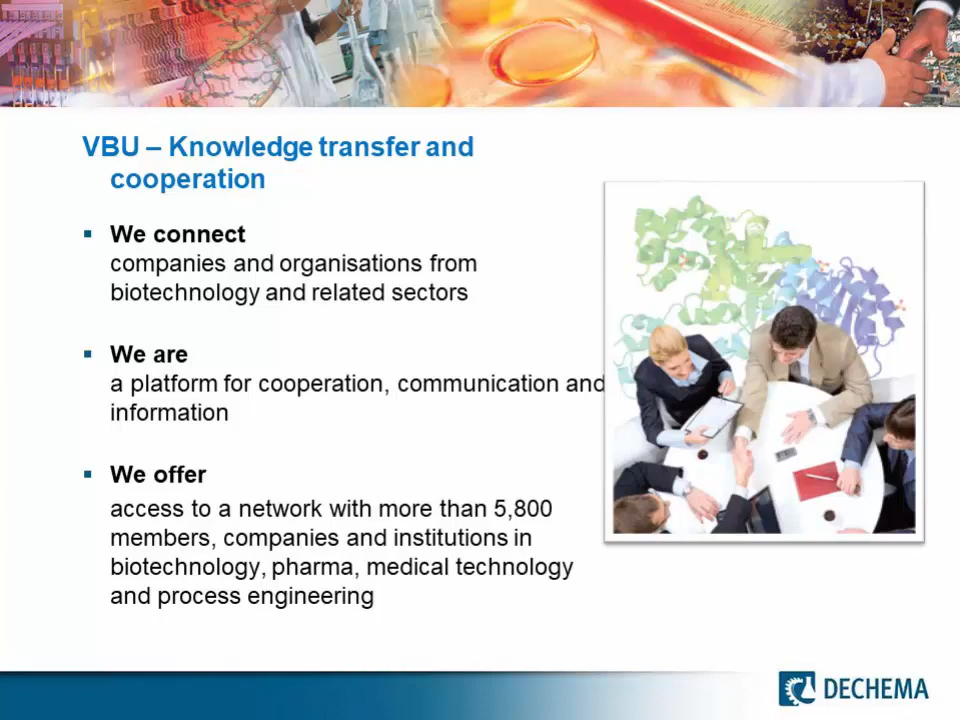 VBU – Knowledge transfer and
cooperation
▪ We connect
companies and organisations from
biotechnology and related sectors
▪ We are
a platform for cooperation, communication and
information
▪ We offer
access to a network with more than 5,800
members, companies and institutions in
biotechnology, pharma, medical technology
and process engineering
DECHEMA